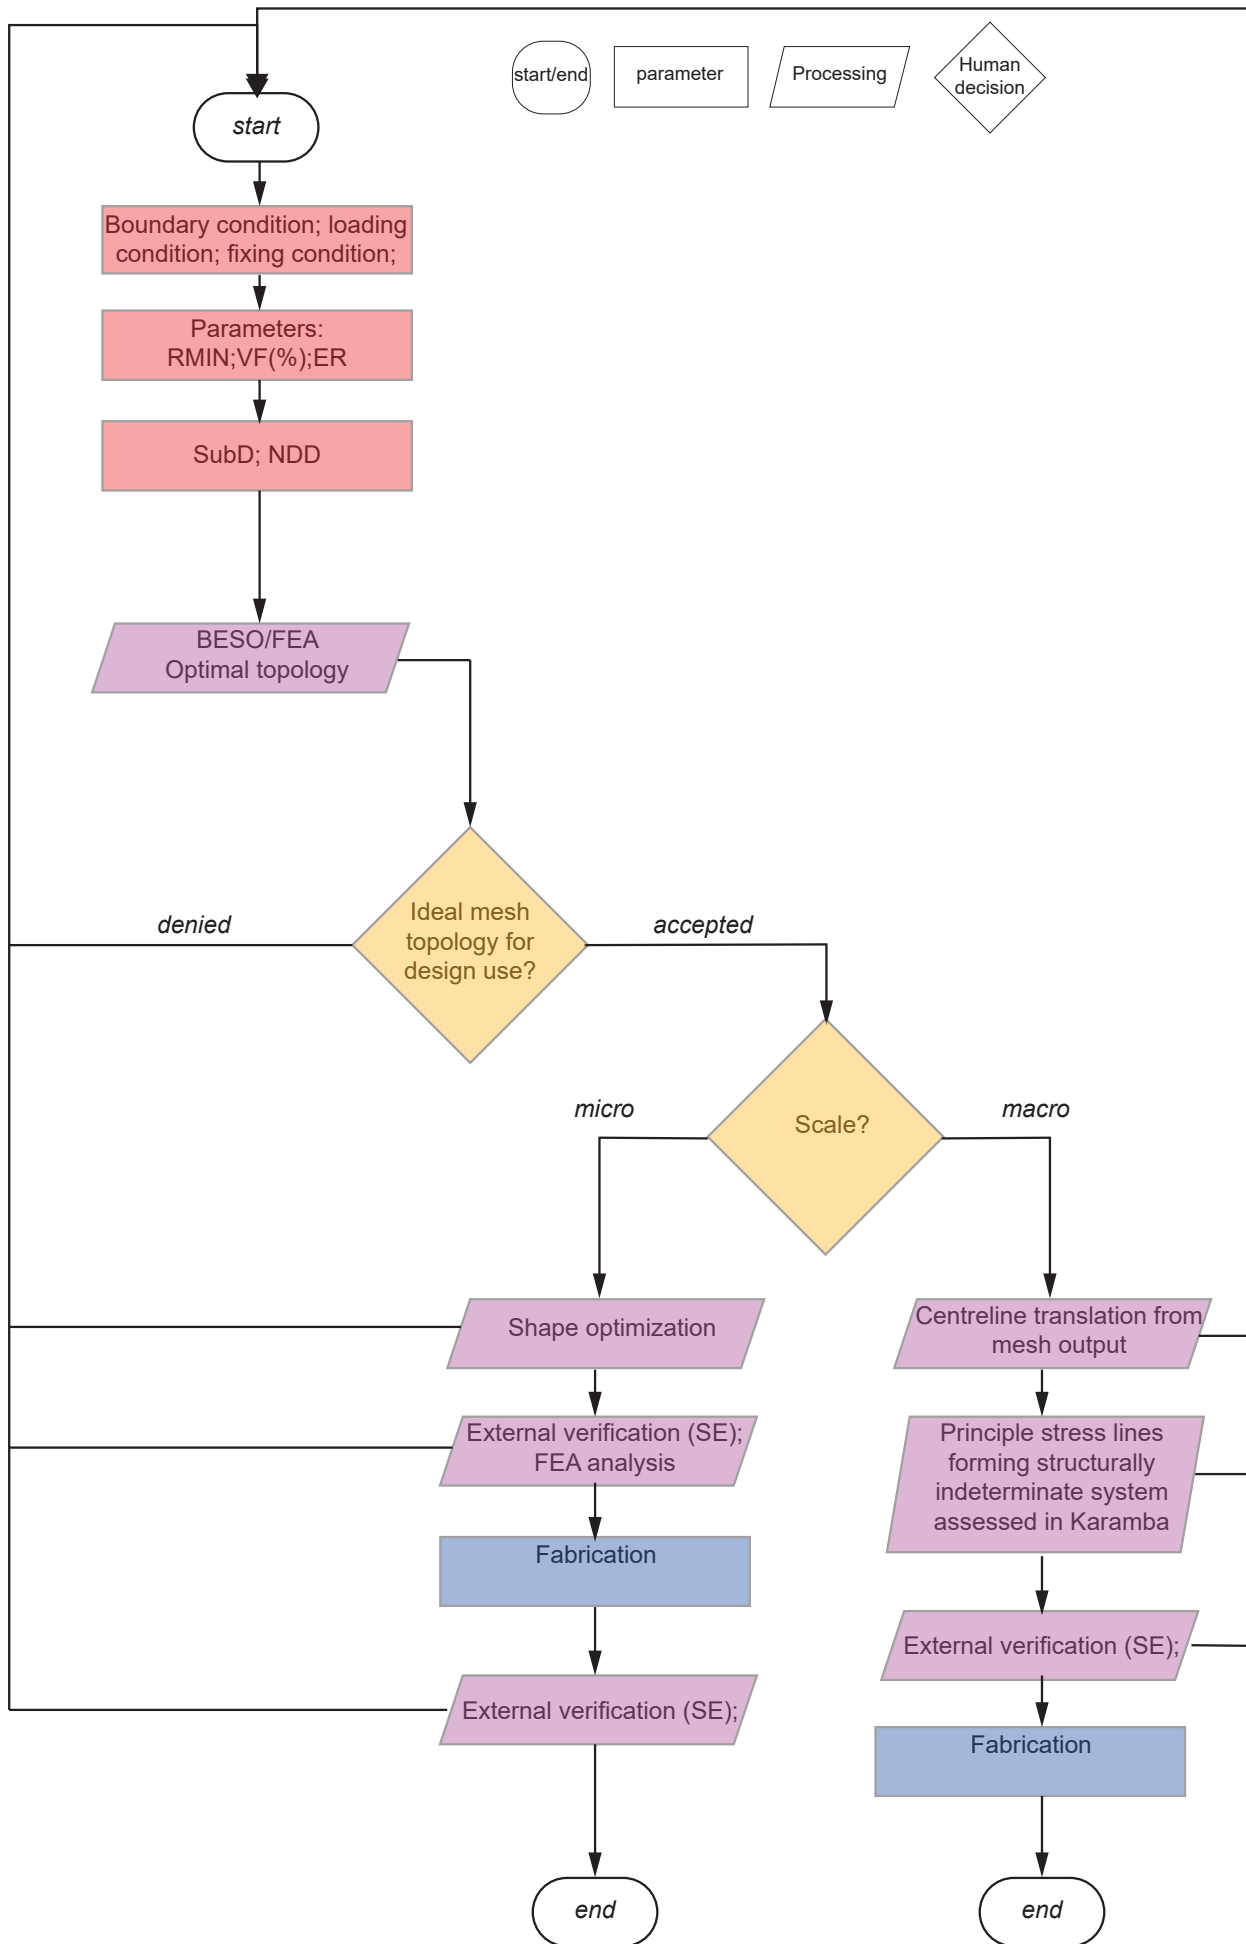 start/end
parameter
Processing
Human
decision
start
Boundary condition; loading
condition; fixing condition;
Parameters:
RMIN;VF(%);ER
SubD; NDD
BESO/FEA
Optimal topology
denied
Ideal mesh
topology for
design use?
accepted
micro
Scale?
macro
Shape optimization
Centreline translation from
mesh output
External verification (SE);
FEA analysis
Principle stress lines
forming structurally
indeterminate system
assessed in Karamba
Fabrication
External verification (SE);
External verification (SE);
Fabrication
end
end